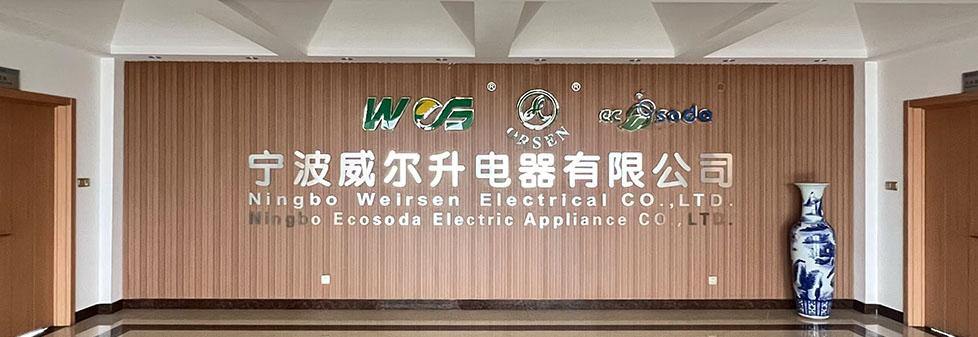 WOS ® ORSEN ® ecosoda
宁波威尔升电器有限公司
Ningbo Weirsen Electrical CO.,LTD.
Ningbo Ecosoda Electric Appliance CO.,LTD.